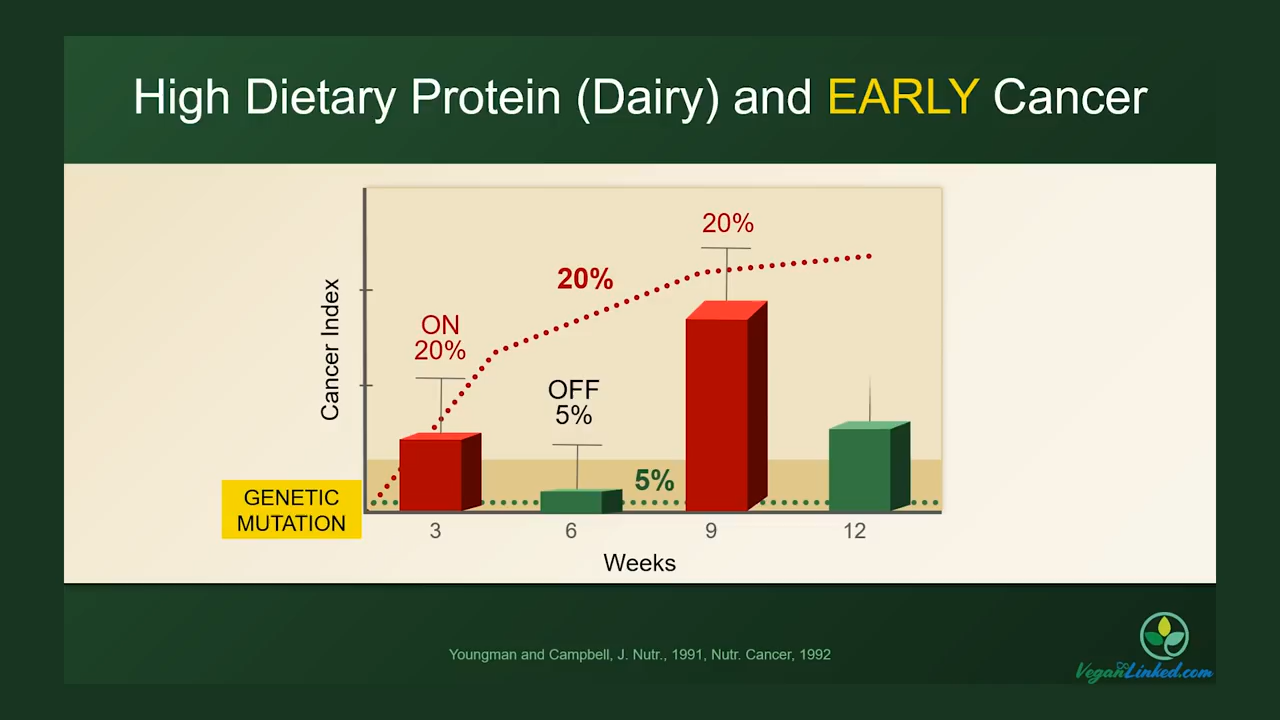 High Dietary Protein (Dairy) and EARLY Cancer
20%
20%
ON
20%
OFF
5%
5%
Cancer Index
GENETIC
MUTATION
3 6 9 12
Weeks
Youngman and Campbell, J. Nutr., 1991, Nutr. Cancer, 1992
VeganLinked.com